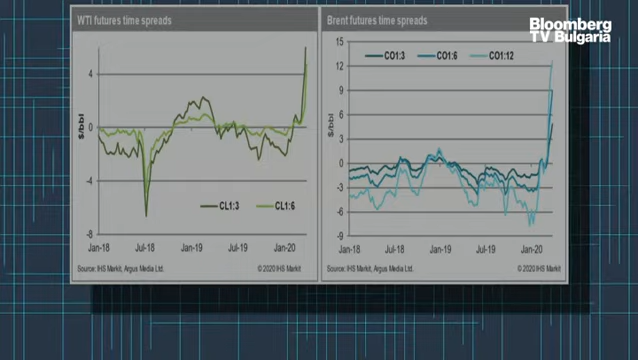 WTI futures time spreads
$/bbl
4
0
-4
-8
CL1:3
CL1:6
Jan-18
Jul-18
Jan-19
Jul-19
Jan-20
Source: IHS Markit, Argus Media Ltd.
© 2020 IHS Markit
Brent futures time spreads
Bloomberg
TV Bulgaria
$/bbl
15
12
9
6
3
0
-3
-6
-9
CO1:3
CO1:6
CO1:12
Jan-18
Jul-18
Jan-19
Jul-19
Jan-20
Source: IHS Markit, Argus Media Ltd.
© 2020 IHS Markit